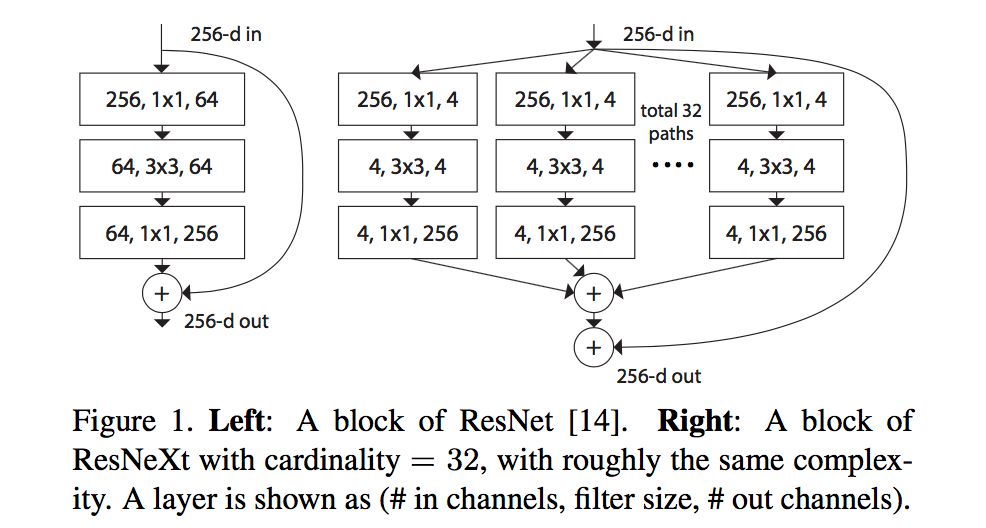 256-d in
256, 1x1, 64
64, 3x3, 64
64, 1x1, 256
+
256-d out
256-d in
256, 1x1, 4
256, 1x1, 4
total 32
paths
256, 1x1, 4
4, 3x3, 4
4, 3x3, 4
....
4, 3x3, 4
4, 1x1, 256
4, 1x1, 256
4, 1x1, 256
+
+
256-d out
Figure 1. Left: A block of ResNet [14]. Right: A block of
ResNeXt with cardinality = 32, with roughly the same complex-
ity. A layer is shown as (# in channels, filter size, # out channels).